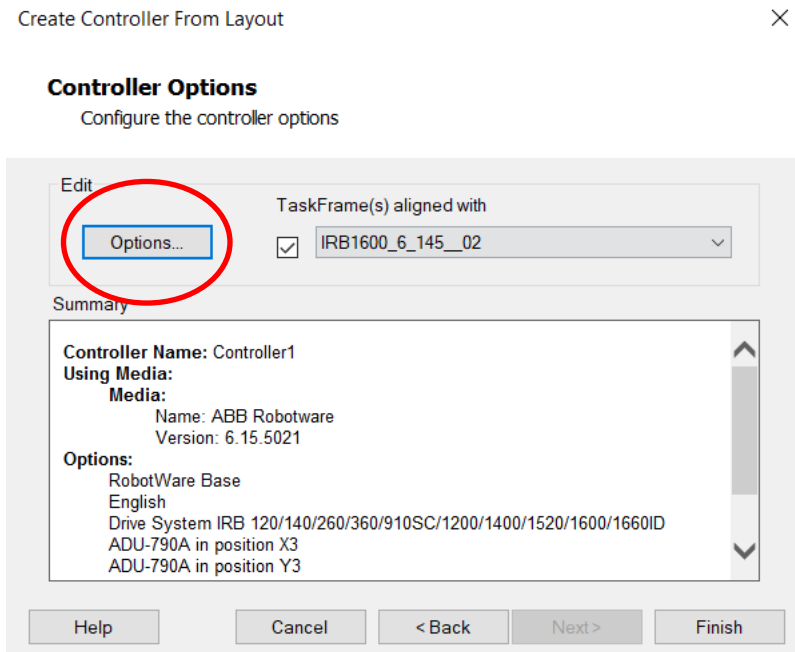 Create Controller From Layout
Controller Options
Configure the controller options
Edit
TaskFrame(s) aligned with
Options...
IRB1600_6_145__02
Summary
Controller Name: Controller1
Using Media:
Media:
Name: ABB Robotware
Version: 6.15.5021
Options:
RobotWare Base
English
Drive System IRB 120/140/260/360/910SC/1200/1400/1520/1600/1660ID
ADU-790A in position X3
ADU-790A in position Y3
Help
Cancel
< Back
Next >
Finish